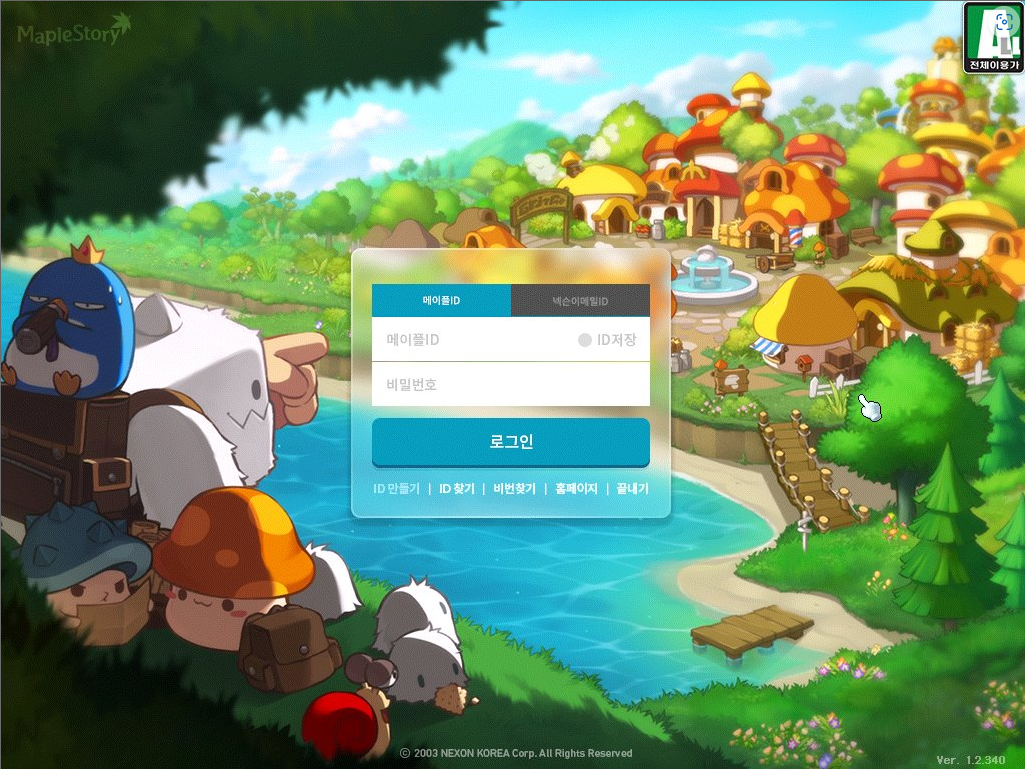 MapleStory
전체이용가
메이플ID 넥슨이메일ID
메이플ID ID저장
비밀번호
로그인
ID 만들기 | ID 찾기 | 비번찾기 | 홈페이지 | 끝내기
© 2003 NEXON KOREA Corp. All Rights Reserved
Ver. 1.2.340